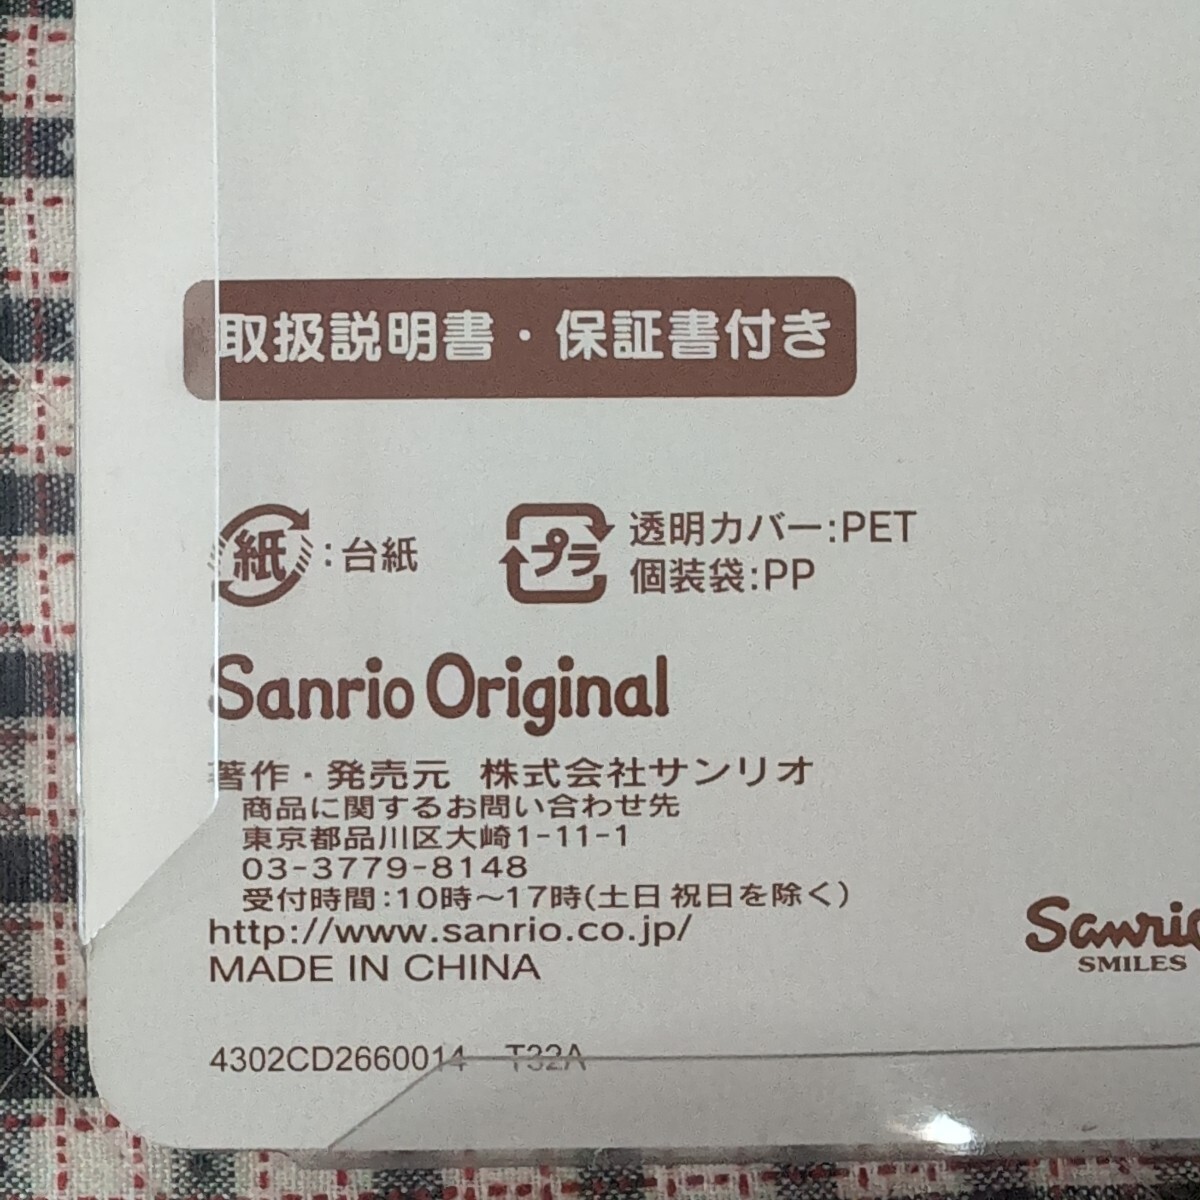 取扱説明書・保証書付き
紙:台紙
プラ
透明カバー:PET
個装袋:PP
Sanrio Original
著作・発売元 株式会社サンリオ
商品に関するお問い合わせ先
東京都品川区大崎1-11-1
03-3779-8148
受付時間:10時〜17時(土日祝日を除く)
http://www.sanrio.co.jp/
MADE IN CHINA
Sanrio
SMILES
4302CD2660014 T32A